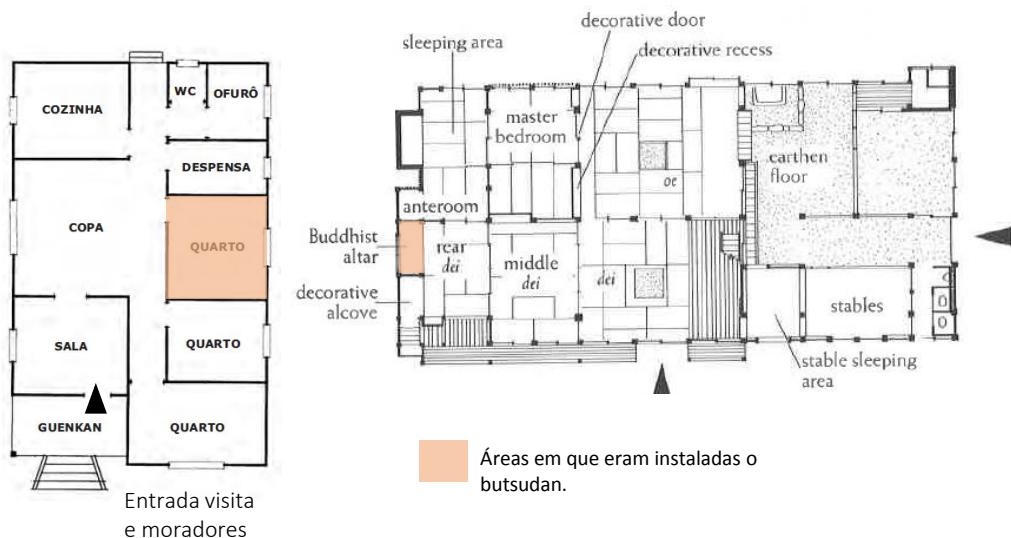 WC
OFURÔ
COZINHA
DESPENSA
COPA
QUARTO
SALA
QUARTO
GUENKAN
QUARTO
Entrada visita
e moradores
decorative door
sleeping area
decorative recess
master
bedroom
earthen
floor
oe
anteroom
Buddhist
altar
rear
dei
middle
dei
dei
decorative
alcove
stables
stable sleeping
area
Áreas em que eram instaladas o
butsudan.